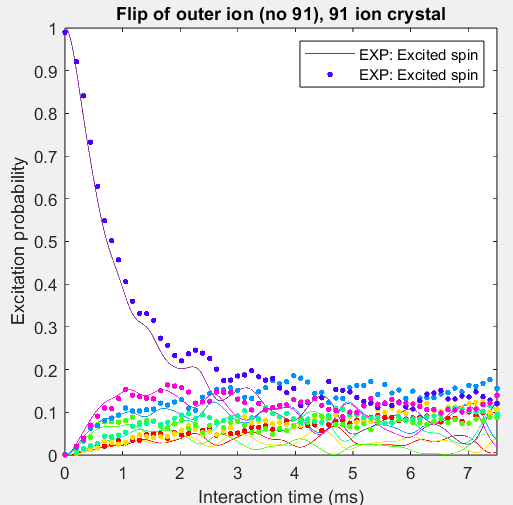 Flip of outer ion (no 91), 91 ion crystal
EXP: Excited spin
EXP: Excited spin
1
0.9
0.8
0.7
0.6
0.5
0.4
0.3
0.2
0.1
0
Excitation probability
0 1 2 3 4 5 6 7
Interaction time (ms)